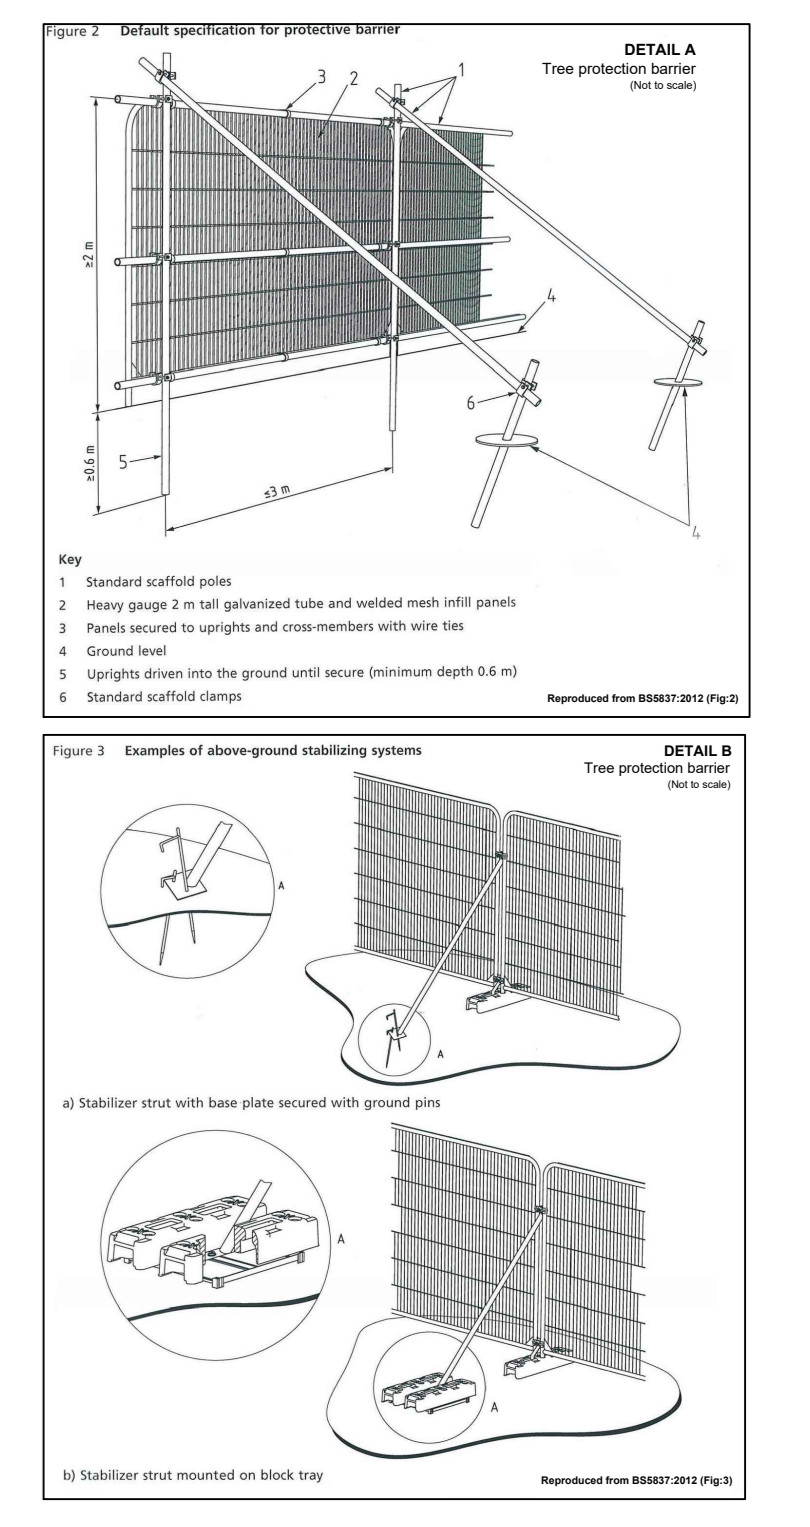 Figure 2 Default specification for protective barrier
DETAIL A
Tree protection barrier
(Not to scale)
3
2
1
≥2 m
4
6
5
≥0.6 m
≤3 m
4
Key
1 Standard scaffold poles
2 Heavy gauge 2 m tall galvanized tube and welded mesh infill panels
3 Panels secured to uprights and cross-members with wire ties
4 Ground level
5 Uprights driven into the ground until secure (minimum depth 0.6 m)
6 Standard scaffold clamps
Reproduced from BS5837:2012 (Fig:2)
Figure 3 Examples of above-ground stabilizing systems
DETAIL B
Tree protection barrier
(Not to scale)
A
A
a) Stabilizer strut with base plate secured with ground pins
A
A
b) Stabilizer strut mounted on block tray
Reproduced from BS5837:2012 (Fig:3)